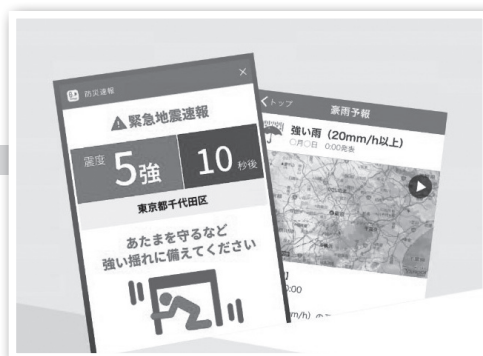 防災速報
×
緊急地震速報
震度
5強
10秒後
東京都千代田区
あたまを守るなど
強い揺れに備えてください
トップ
豪雨予報
強い雨(20mm/h以上)
○月○日 0:00発表